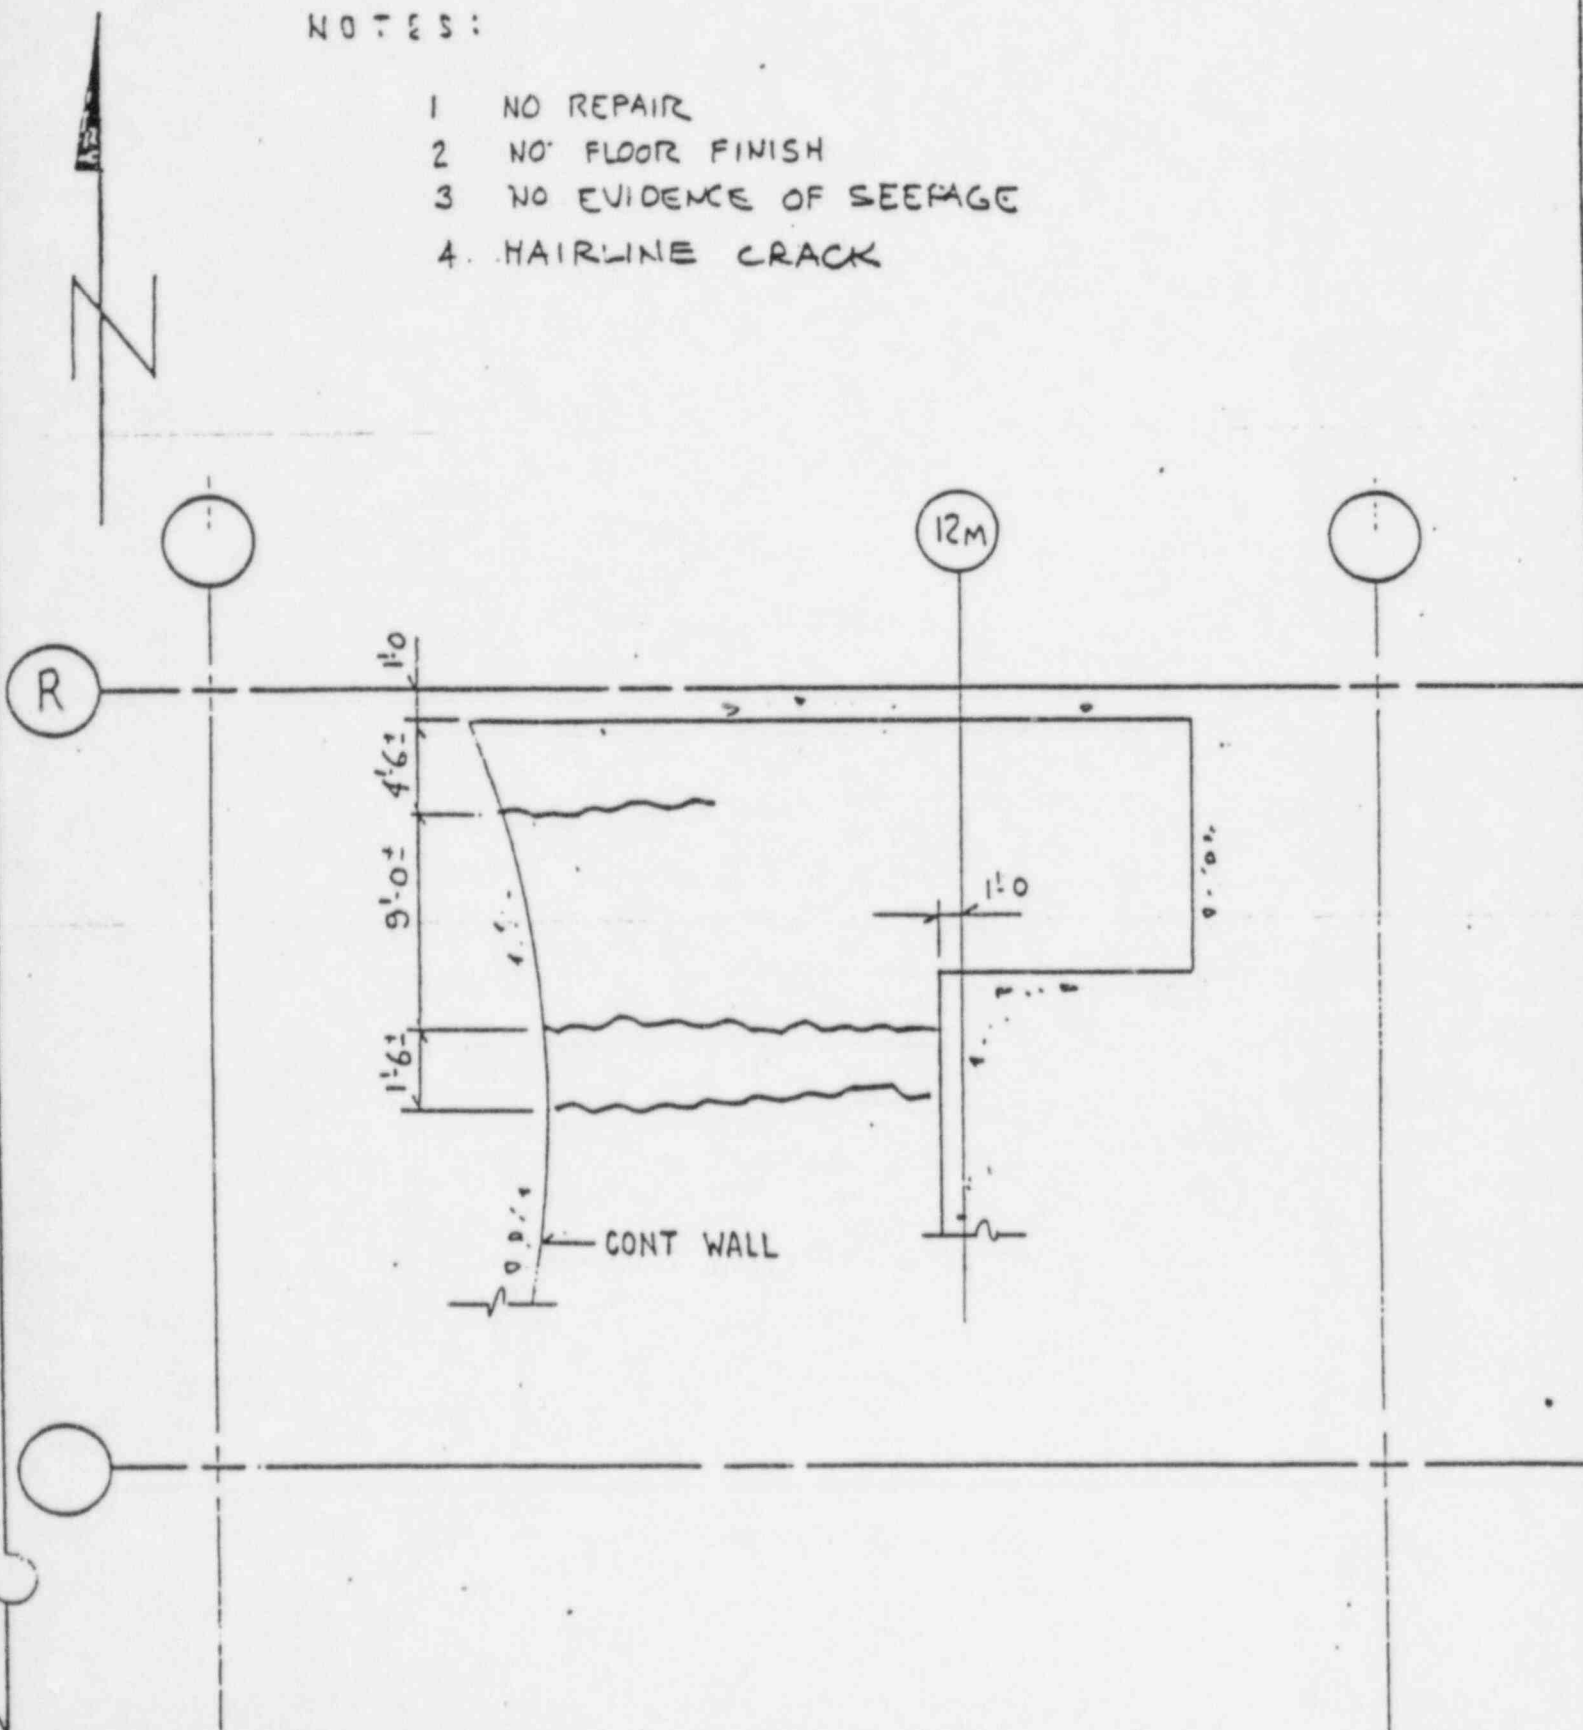 NOTES:
1 NO REPAIR
2 NO FLOOR FINISH
3 NO EVIDENCE OF SEEPAGE
4. HAIRLINE CRACK
N
12M
R
1'-0
4'-6±
9'-0±
1'-0
1'-6±
CONT WALL